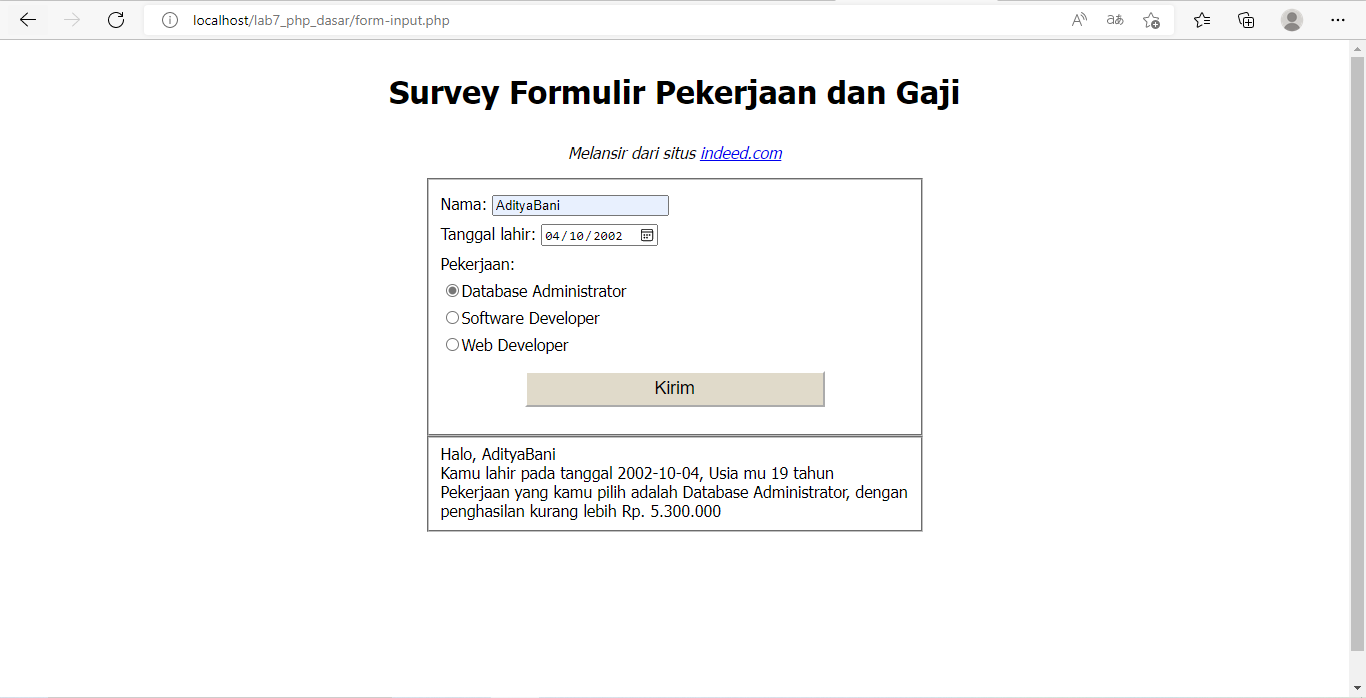 localhost/lab7_php_dasar/form-input.php
Survey Formulir Pekerjaan dan Gaji
Melansir dari situs indeed.com
Nama: AdityaBani
Tanggal lahir: 04/10/2002
Pekerjaan:
Database Administrator
Software Developer
Web Developer
Kirim
Halo, AdityaBani
Kamu lahir pada tanggal 2002-10-04, Usia mu 19 tahun
Pekerjaan yang kamu pilih adalah Database Administrator, dengan
penghasilan kurang lebih Rp. 5.300.000